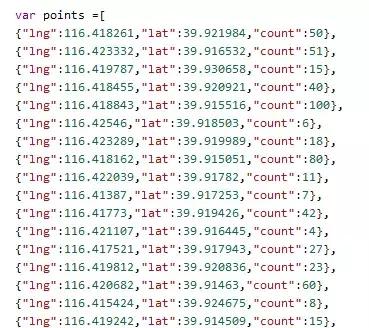 var points =[
{"lng":116.418261,"lat":39.921984,"count":50},
{"lng":116.423332,"lat":39.916532,"count":51},
{"lng":116.419787,"lat":39.930658,"count":15},
{"lng":116.418455,"lat":39.920921,"count":40},
{"lng":116.418843,"lat":39.915516,"count":100},
{"lng":116.42546,"lat":39.918503,"count":6},
{"lng":116.423289,"lat":39.919989,"count":18},
{"lng":116.418162,"lat":39.915051,"count":80},
{"lng":116.422039,"lat":39.91782,"count":11},
{"lng":116.41387,"lat":39.917253,"count":7},
{"lng":116.41773,"lat":39.919426,"count":42},
{"lng":116.421107,"lat":39.916445,"count":4},
{"lng":116.417521,"lat":39.917943,"count":27},
{"lng":116.419812,"lat":39.920836,"count":23},
{"lng":116.420682,"lat":39.91463,"count":60},
{"lng":116.415424,"lat":39.924675,"count":8},
{"lng":116.419242,"lat":39.914509,"count":15},